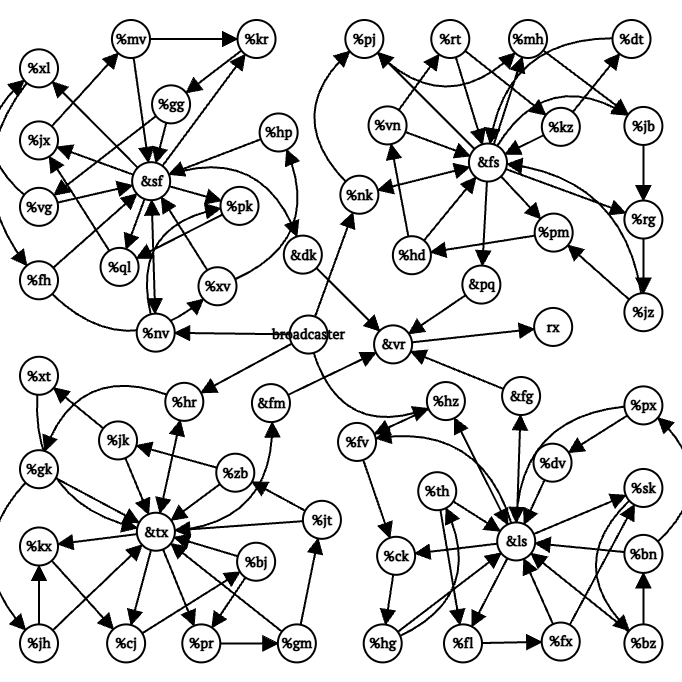 %mv
%kr
%pj
%rt
%mh
%dt
%xl
%gg
%jx
%hp
%vn
%kz
%jb
&sf
&fs
%vg
%pk
%nk
%rg
%ql
&dk
%hd
%pm
%fh
%xv
&pq
%jz
%nv
broadcaster
&vr
rx
%xt
%hr
&fm
%hz
&fg
%px
%jk
%fv
%gk
%zb
%dv
%th
%sk
&tx
%jt
&ls
%kx
%bj
%ck
%bn
%jh
%cj
%pr
%gm
%hg
%fl
%fx
%bz